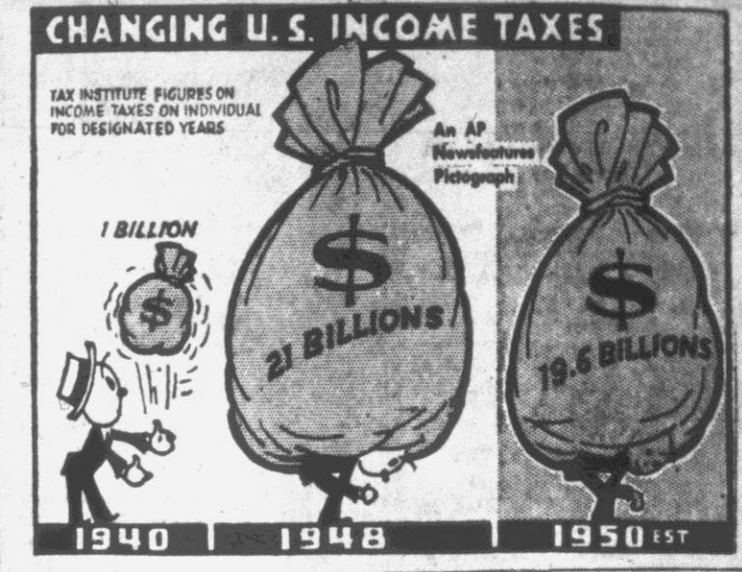 CHANGING U.S. INCOME TAXES
TAX INSTITUTE FIGURES ON
INCOME TAXES ON INDIVIDUAL
FOR DESIGNATED YEARS
An AP
Newsfeatures
Pictograph
1 BILLION
$
$
21 BILLIONS
$
19.6 BILLIONS
1940
1948
1950 EST